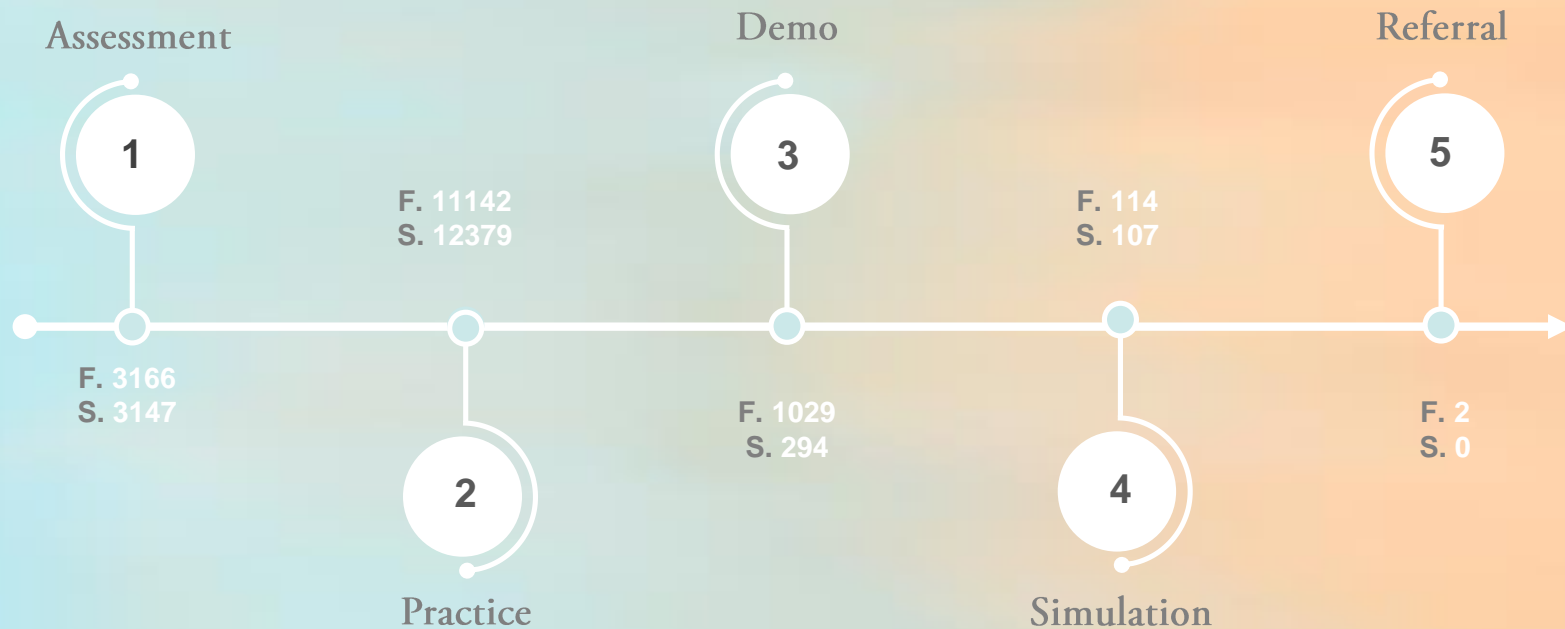 Assessment
1
F. 3166
S. 3147
F. 11142
S. 12379
2
Practice
Demo
3
F. 1029
S. 294
F. 114
S. 107
4
Simulation
Referral
5
F. 2
S. 0